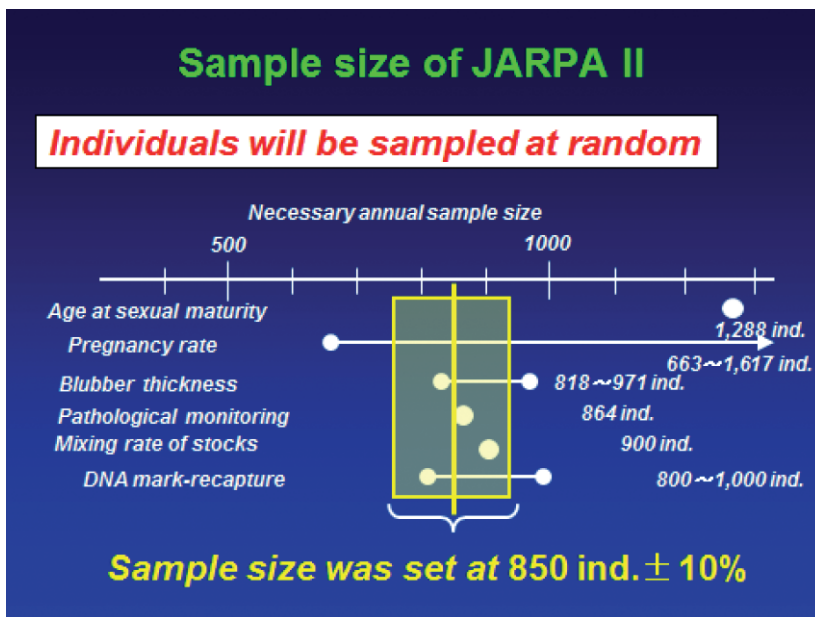 Sample size of JARPA II
Individuals will be sampled at random
Necessary annual sample size
500 1000
Age at sexual maturity
1,288 ind.
Pregnancy rate
663～1,617 ind.
Blubber thickness 818～971 ind.
Pathological monitoring 864 ind.
Mixing rate of stocks 900 ind.
DNA mark-recapture 800～1,000 ind.
Sample size was set at 850 ind. ± 10%